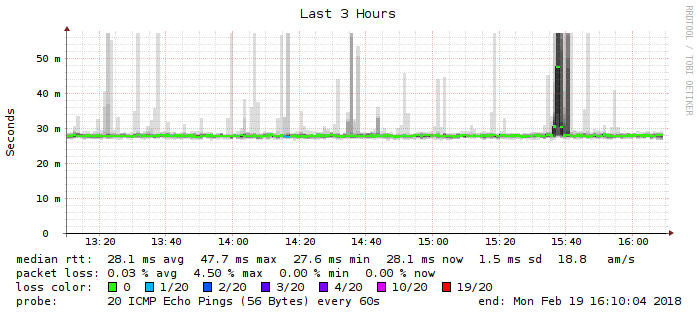 Last 3 Hours
RRDTOOL / TOBI OETIKER
Seconds
50 m
40 m
30 m
20 m
10 m
0
13:20 13:40 14:00 14:20 14:40 15:00 15:20 15:40 16:00
median rtt: 28.1 ms avg 47.7 ms max 27.6 ms min 28.1 ms now 1.5 ms sd 18.8 am/s
packet loss: 0.03 % avg 4.50 % max 0.00 % min 0.00 % now
loss color: 0 1/20 2/20 3/20 4/20 10/20 19/20
probe: 20 ICMP Echo Pings (56 Bytes) every 60s end: Mon Feb 19 16:10:04 2018